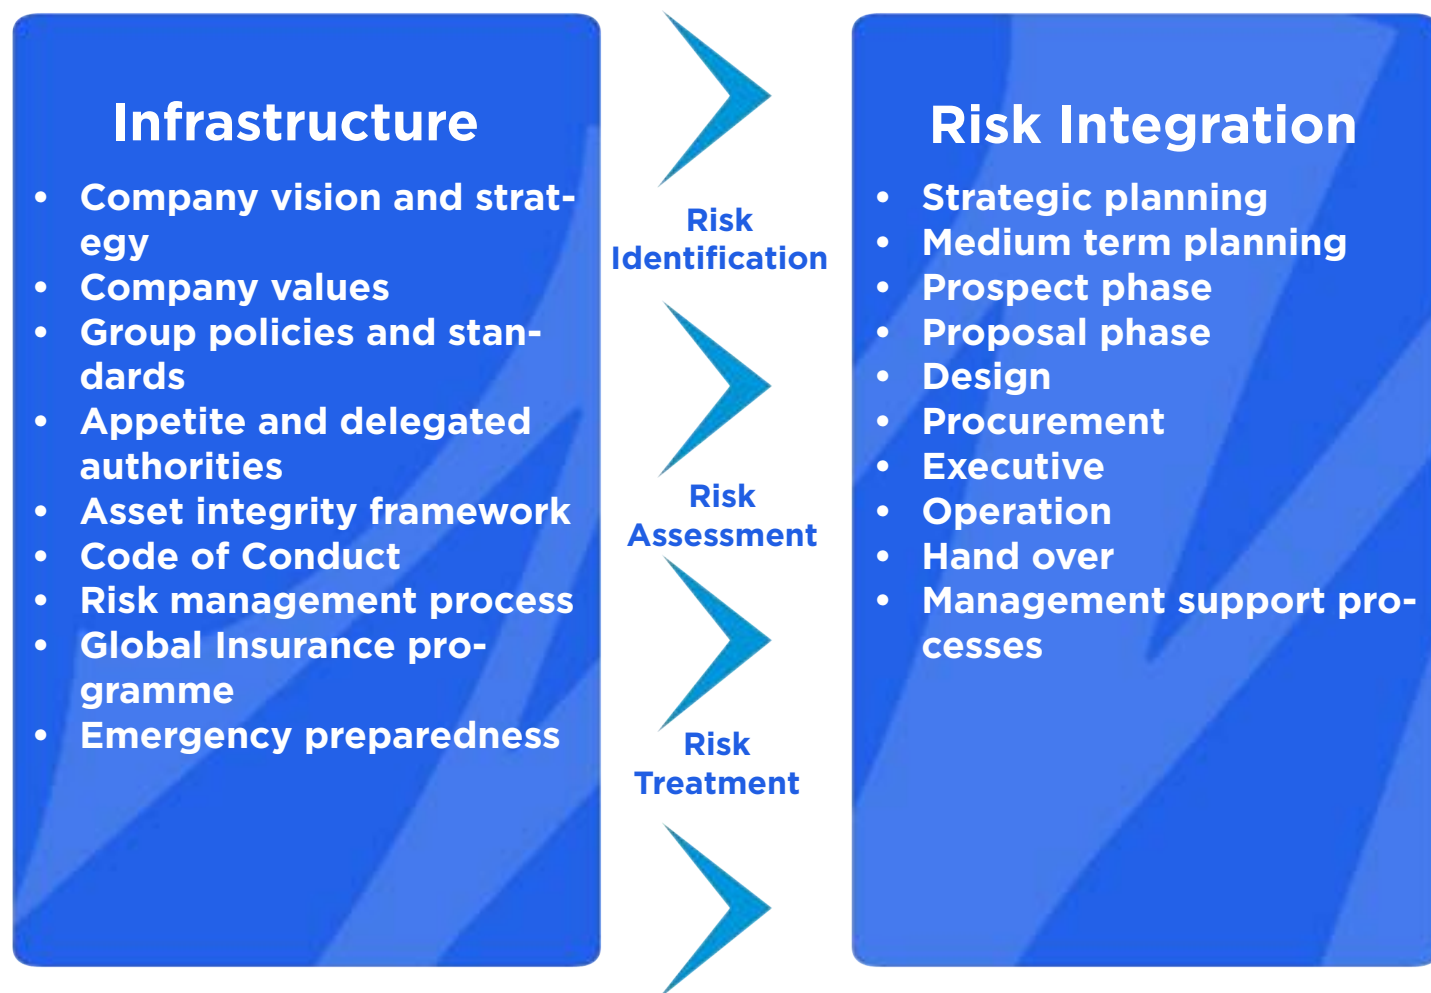 Infrastructure
• Company vision and strat-
egy
• Company values
• Group policies and stan-
dards
• Appetite and delegated
authorities
• Asset integrity framework
• Code of Conduct
• Risk management process
• Global Insurance pro-
gramme
• Emergency preparedness
Risk
Identification
Risk
Assessment
Risk
Treatment
Risk Integration
• Strategic planning
• Medium term planning
• Prospect phase
• Proposal phase
• Design
• Procurement
• Executive
• Operation
• Hand over
• Management support pro-
cesses